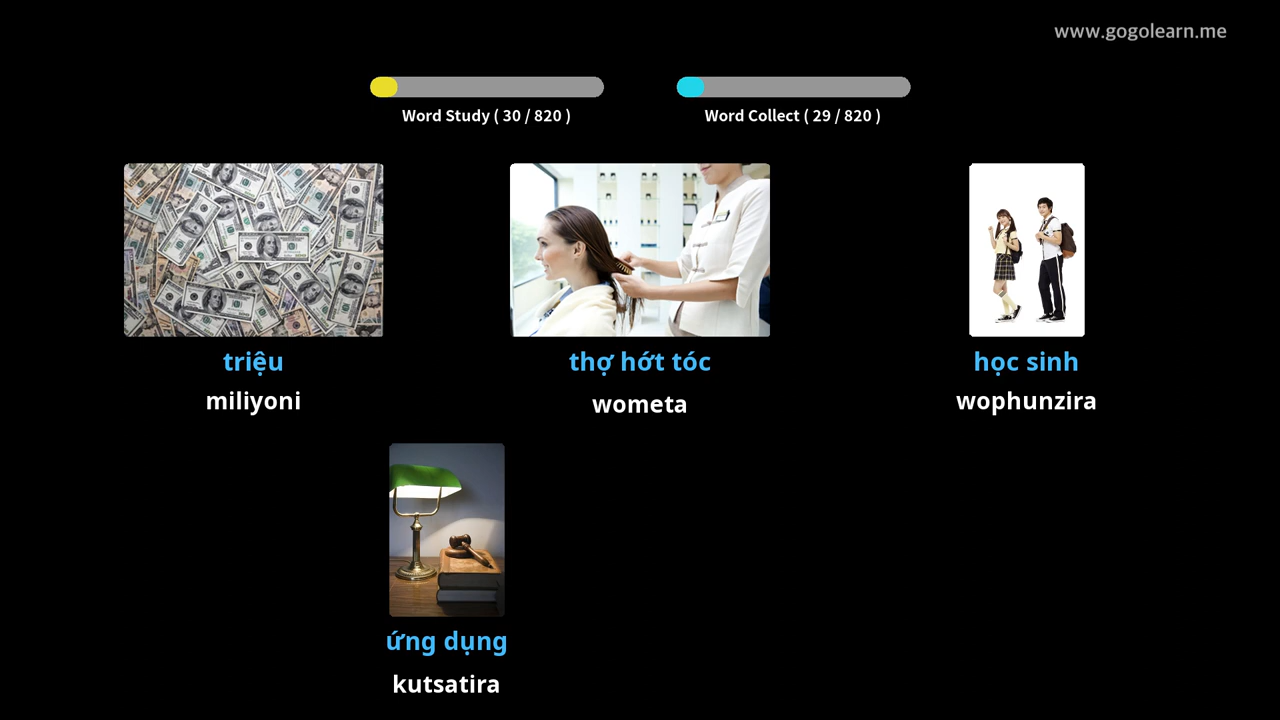 www.gogolearn.me
Word Study ( 30 / 820 )
Word Collect ( 29 / 820 )
triệu
miliyoni
thợ hớt tóc
wometa
học sinh
wophunzira
ứng dụng
kutsatira